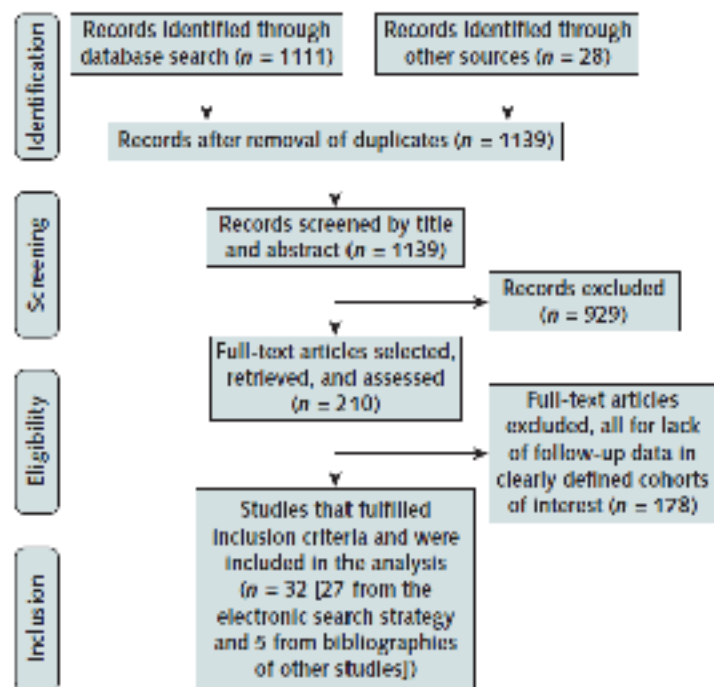 Identification
Records identified through
database search (n = 1111)
Records identified through
other sources (n = 28)
Records after removal of duplicates (n = 1139)
Screening
Records screened by title
and abstract (n = 1139)
Records excluded
(n = 929)
Full-text articles selected,
retrieved, and assessed
(n = 210)
Eligibility
Full-text articles
excluded, all for lack
of follow-up data in
clearly defined cohorts
of interest (n = 178)
Inclusion
Studies that fulfilled
inclusion criteria and were
included in the analysis
(n = 32 [27 from the
electronic search strategy
and 5 from bibliographies
of other studies])